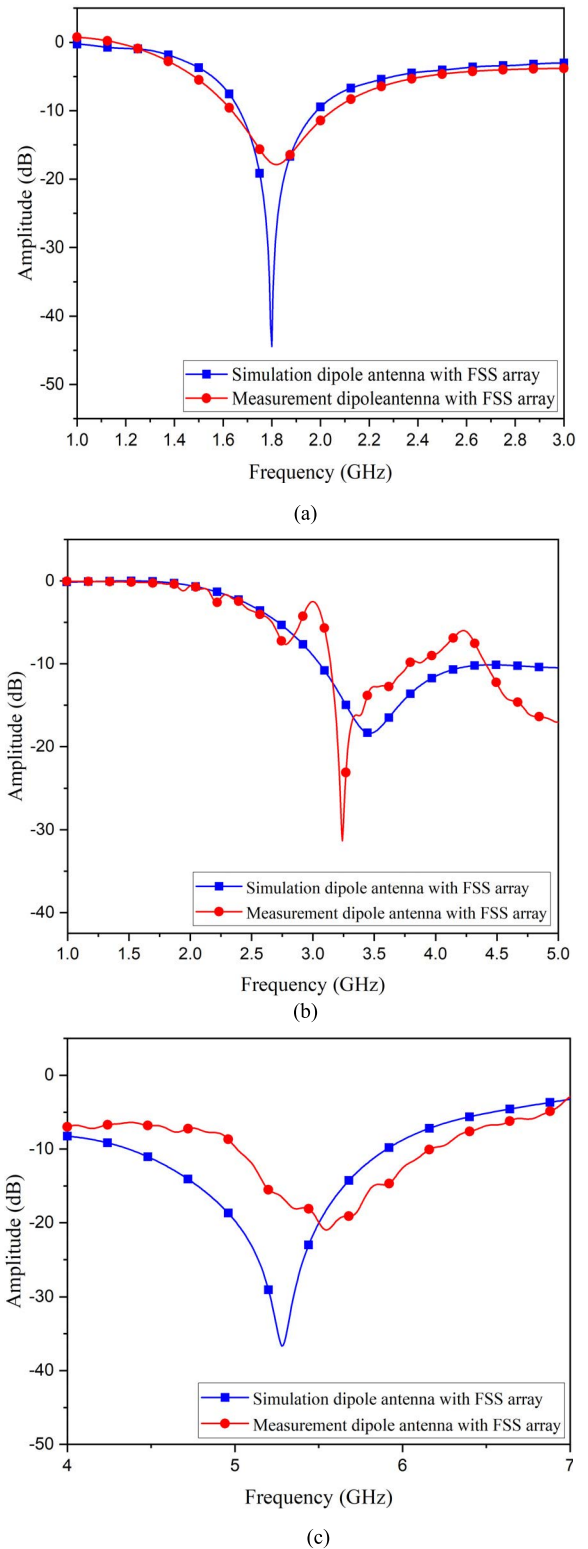 0
-10
-20
-30
-40
-50
Amplitude (dB)
Simulation dipole antenna with FSS array
Measurement dipoleantenna with FSS array
1.0 1.2 1.4 1.6 1.8 2.0 2.2 2.4 2.6 2.8 3.0
Frequency (GHz)
(a)
0
-10
-20
-30
-40
Amplitude (dB)
Simulation dipole antenna with FSS array
Measurement dipole antenna with FSS array
1.0 1.5 2.0 2.5 3.0 3.5 4.0 4.5 5.0
Frequency (GHz)
(b)
0
-10
-20
-30
-40
-50
Amplitude (dB)
Simulation dipole antenna with FSS array
Measurement dipole antenna with FSS array
4 5 6 7
Frequency (GHz)
(c)